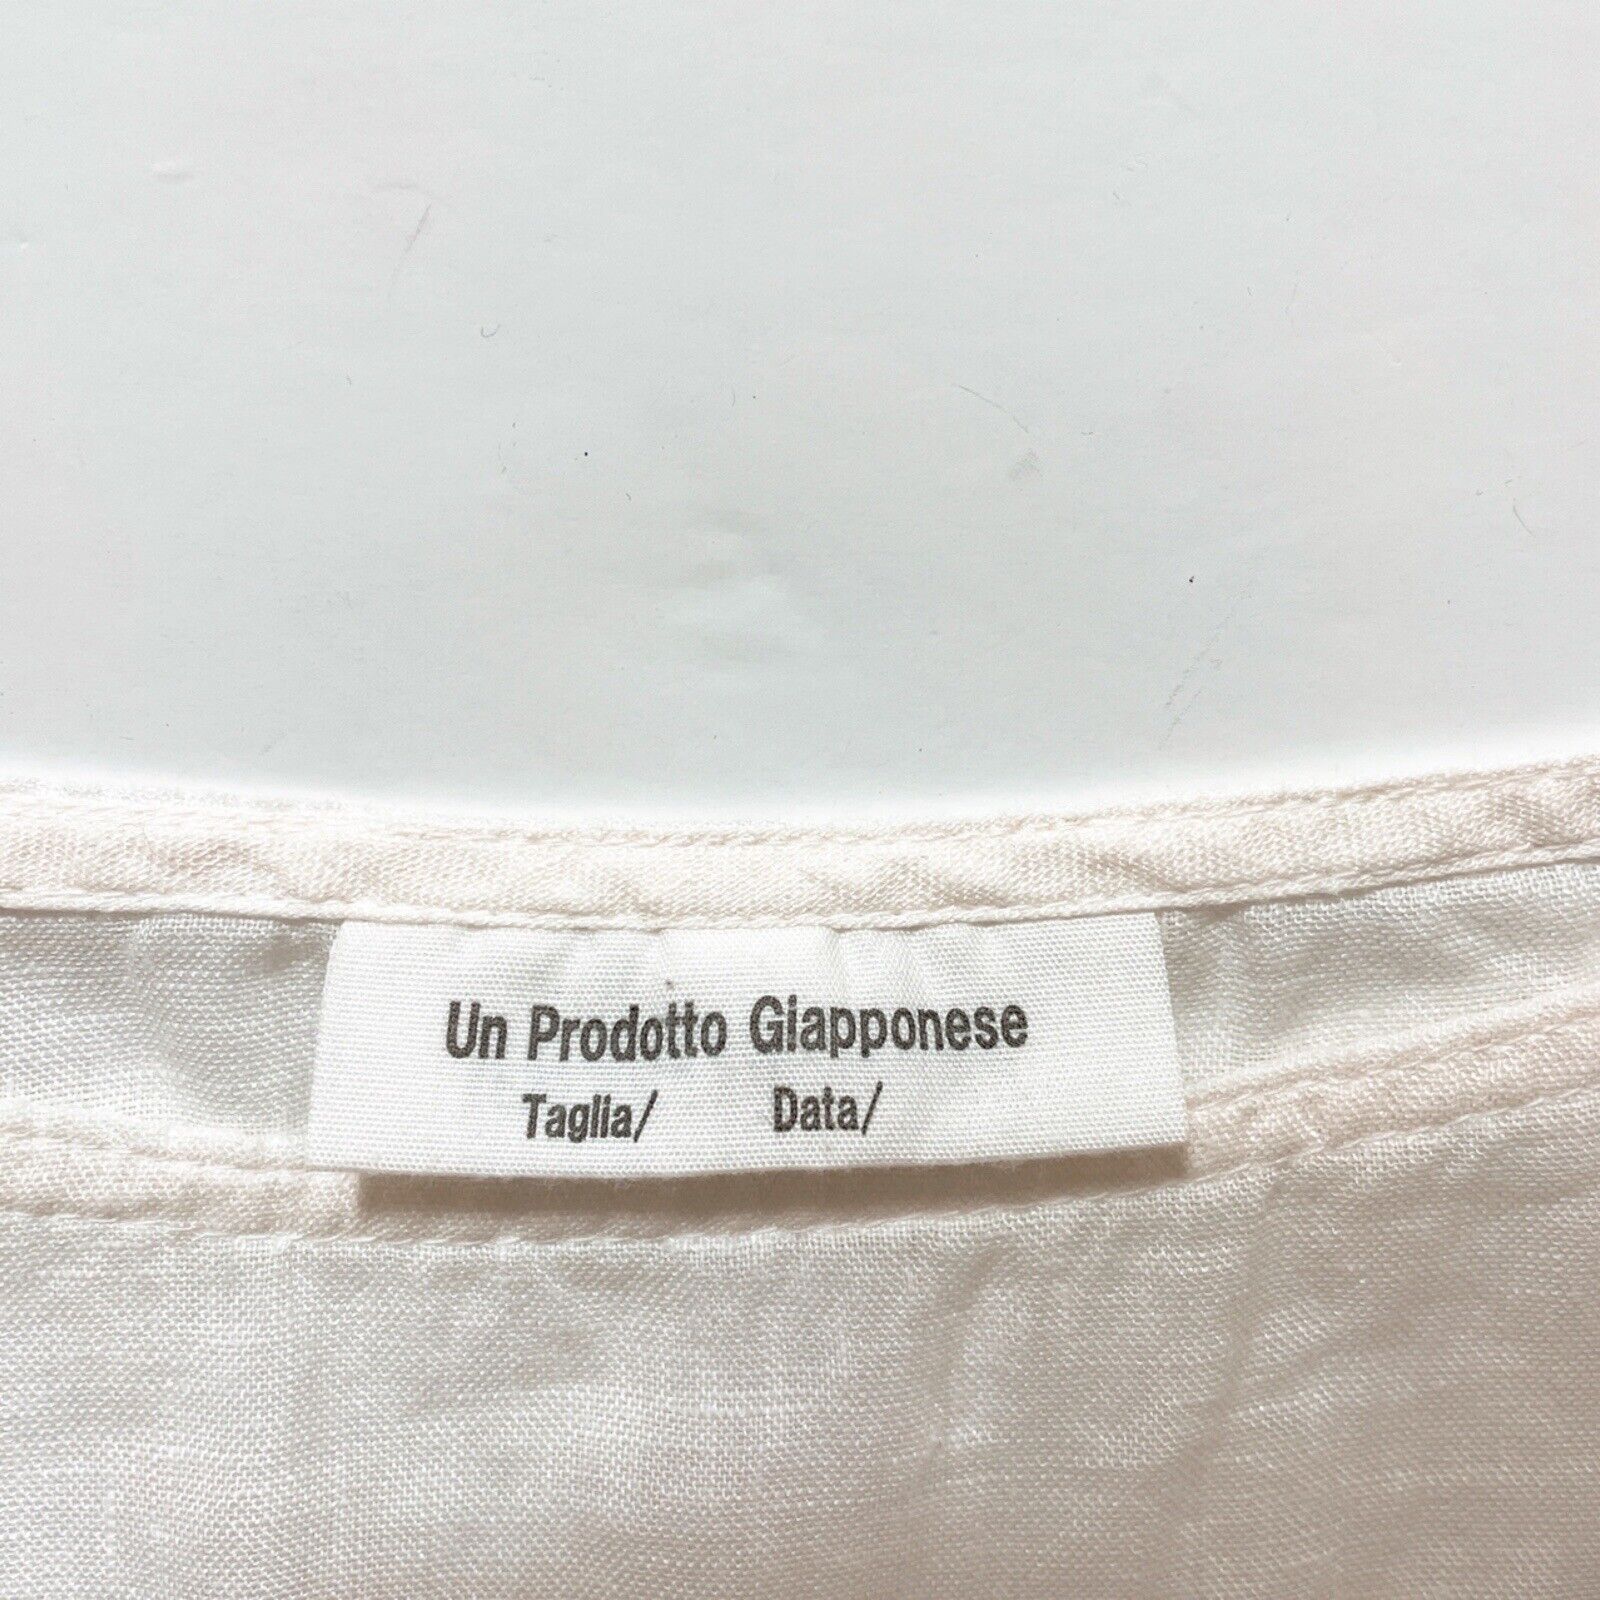 Un Prodotto Giapponese
Taglia/ Data/